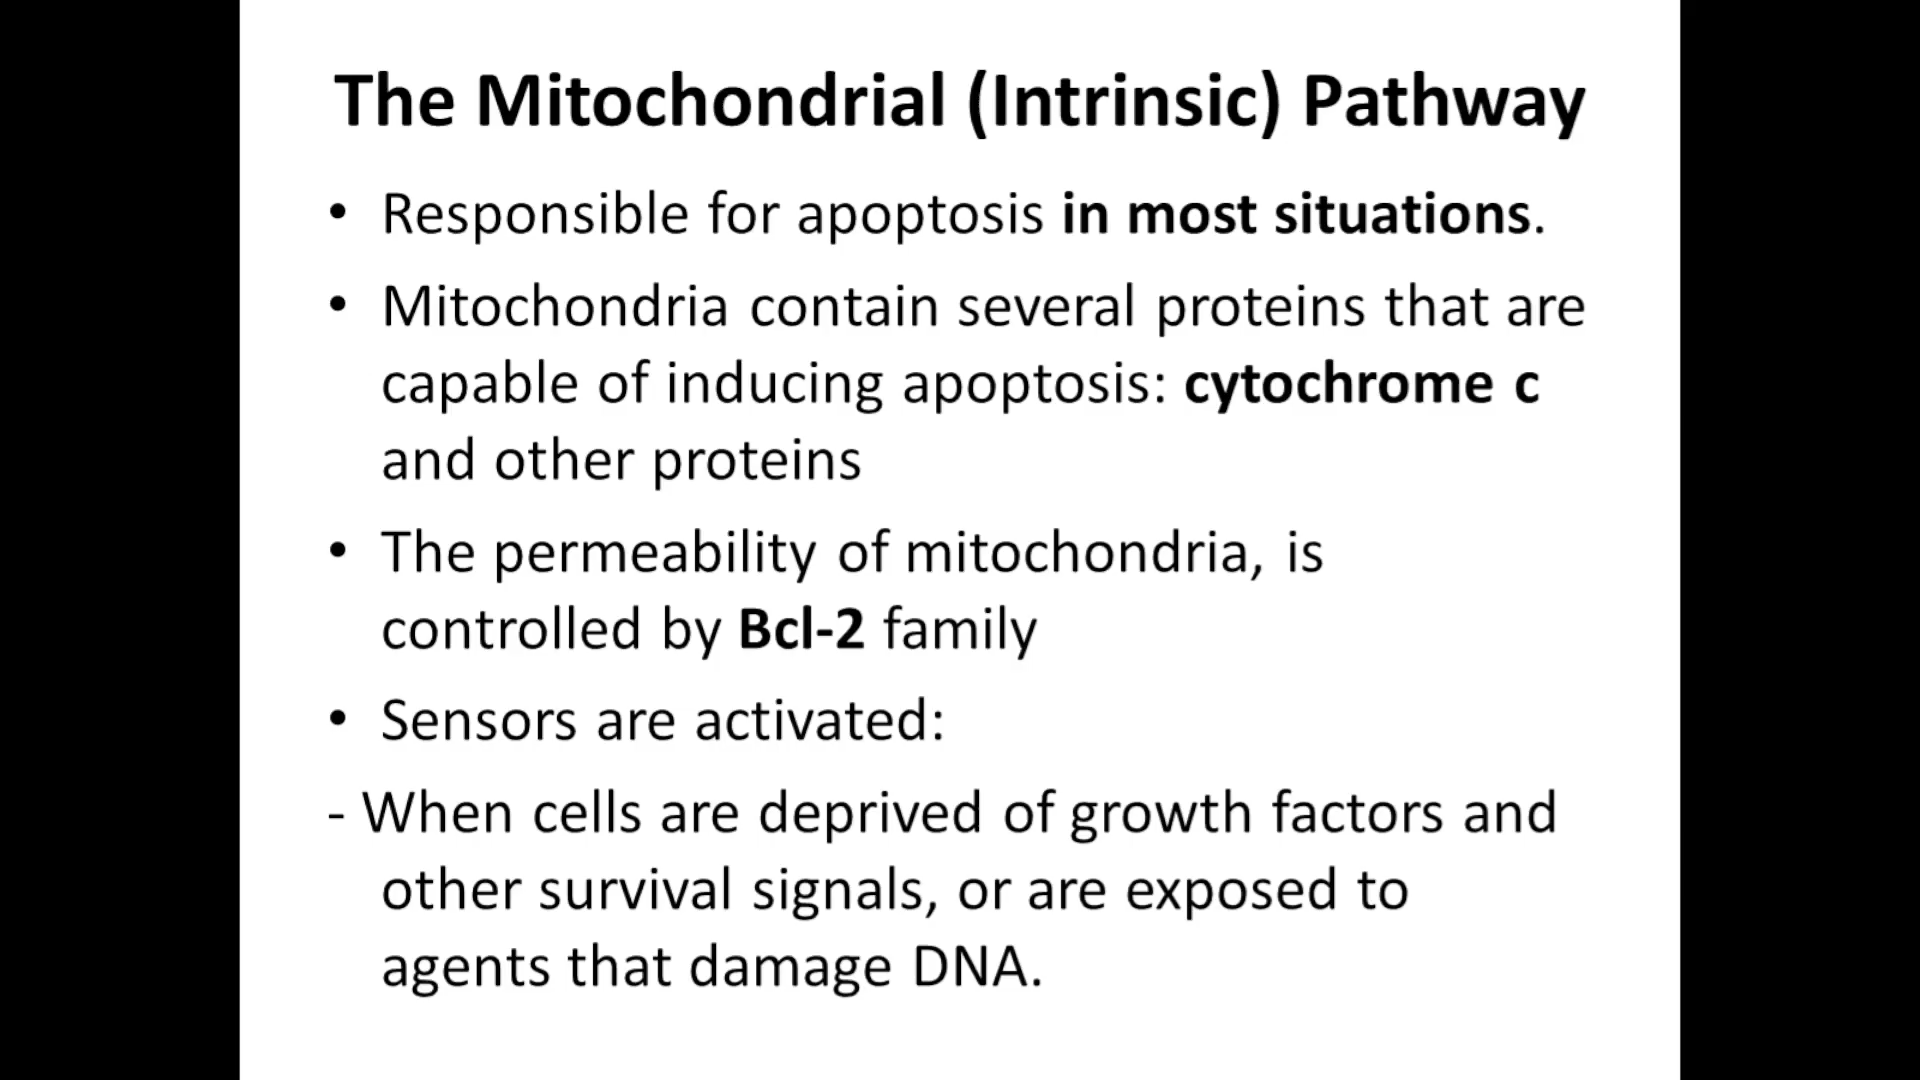 The Mitochondrial (Intrinsic) Pathway
• Responsible for apoptosis in most situations.
• Mitochondria contain several proteins that are
capable of inducing apoptosis: cytochrome c
and other proteins
• The permeability of mitochondria, is
controlled by Bcl-2 family
• Sensors are activated:
- When cells are deprived of growth factors and
other survival signals, or are exposed to
agents that damage DNA.